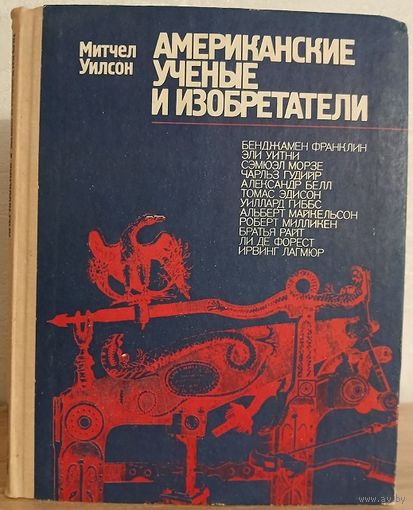 Митчел
Уилсон
АМЕРИКАНСКИЕ
УЧЕНЫЕ
И ИЗОБРЕТАТЕЛИ
БЕНДЖАМЕН ФРАНКЛИН
ЭЛИ УИТНИ
СЭМЮЭЛ МОРЗЕ
ЧАРЛЬЗ ГУДИЙР
АЛЕКСАНДР БЕЛЛ
ТОМАС ЭДИСОН
УИЛЛАРД ГИББС
АЛЬБЕРТ МАЙКЕЛЬСОН
РОБЕРТ МИЛЛИКЕН
БРАТЬЯ РАЙТ
ЛИ ДЕ ФОРЕСТ
ИРВИНГ ЛАГМЮР
www.av.by